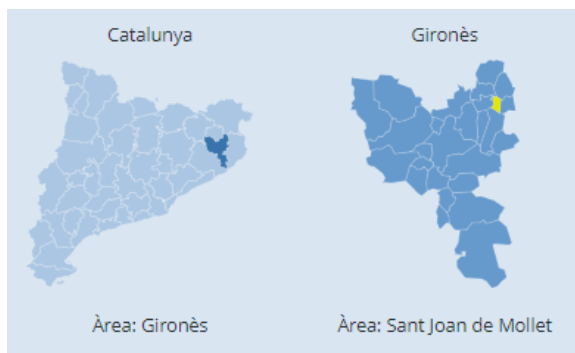 Catalunya
Gironès
Àrea: Gironès
Àrea: Sant Joan de Mollet